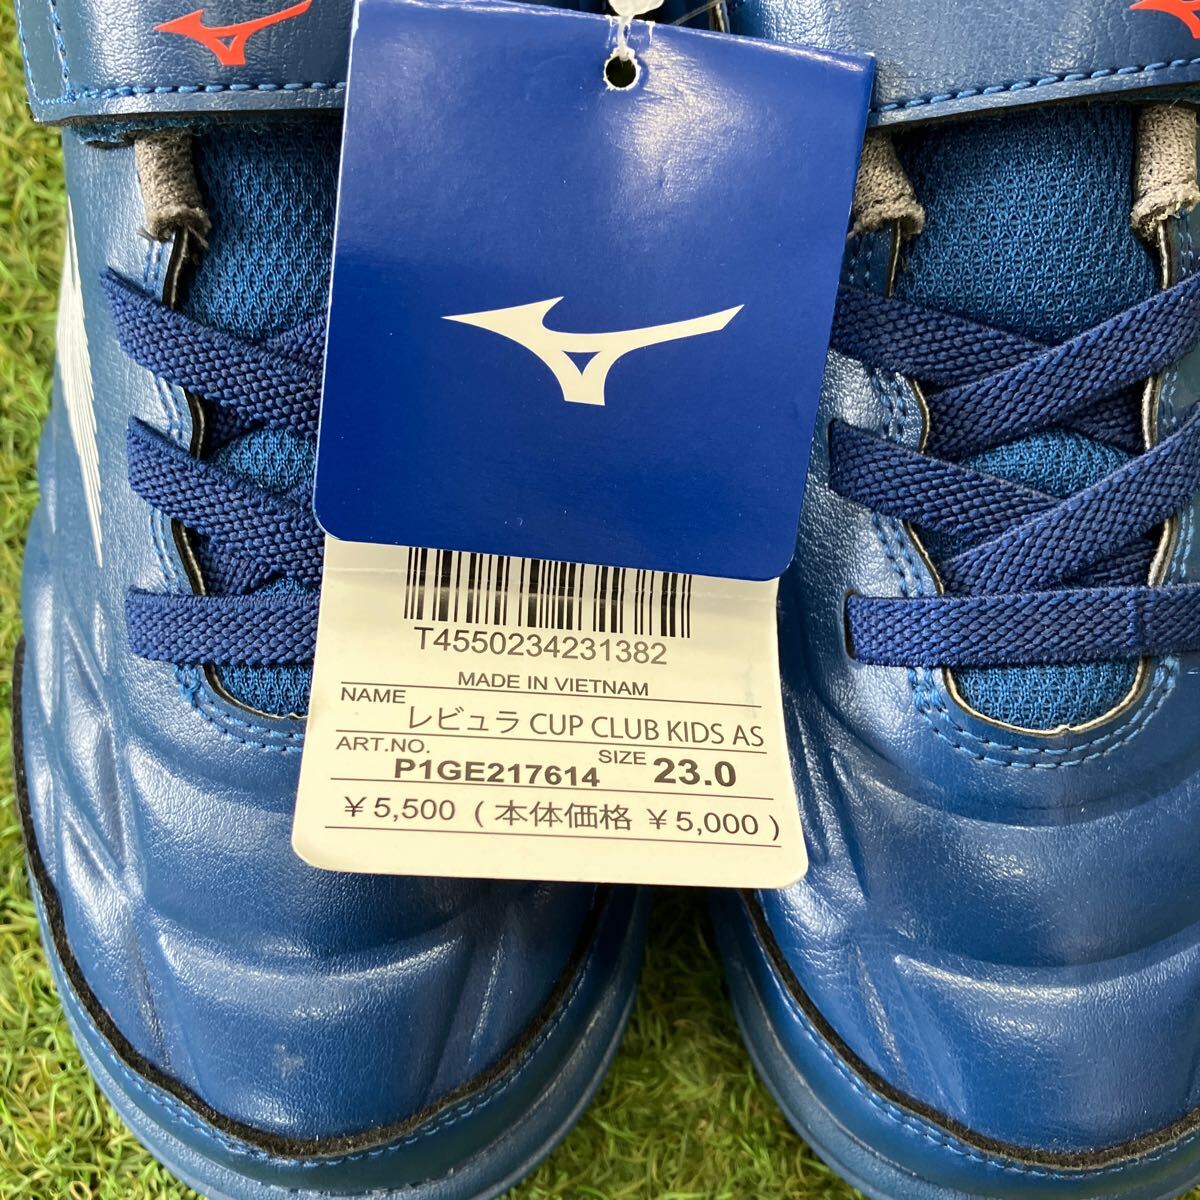 T4550234231382
MADE IN VIETNAM
NAME レビュラ CUP CLUB KIDS AS
ART.NO. P1GE217614 SIZE 23.0
￥5,500 ( 本体価格 ￥5,000 )